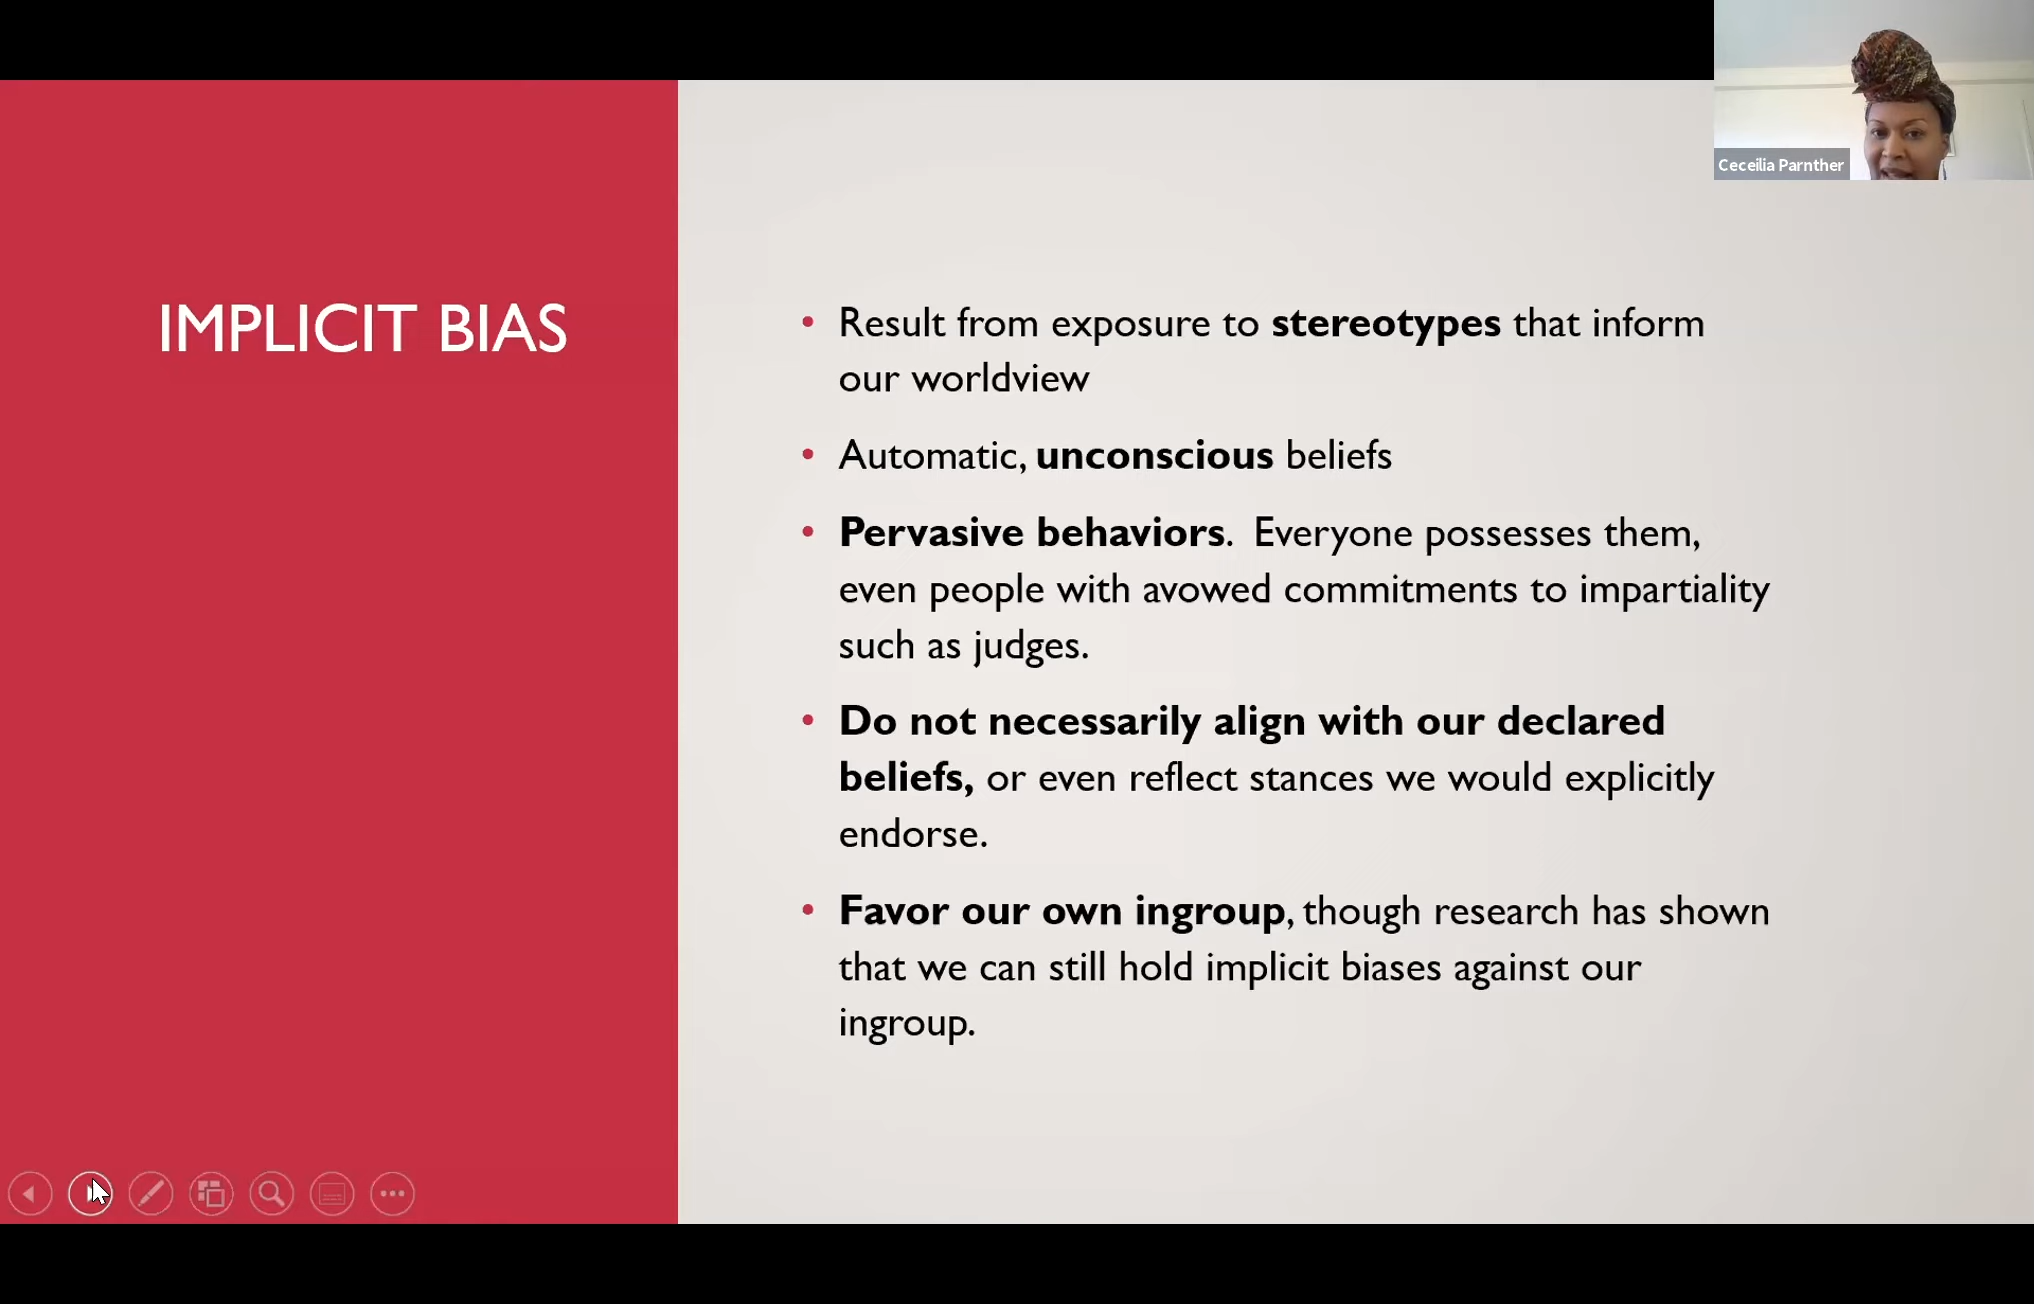 Ceceilia Parnther
IMPLICIT BIAS
• Result from exposure to stereotypes that inform
our worldview
• Automatic, unconscious beliefs
• Pervasive behaviors. Everyone possesses them,
even people with avowed commitments to impartiality
such as judges.
• Do not necessarily align with our declared
beliefs, or even reflect stances we would explicitly
endorse.
• Favor our own ingroup, though research has shown
that we can still hold implicit biases against our
ingroup.